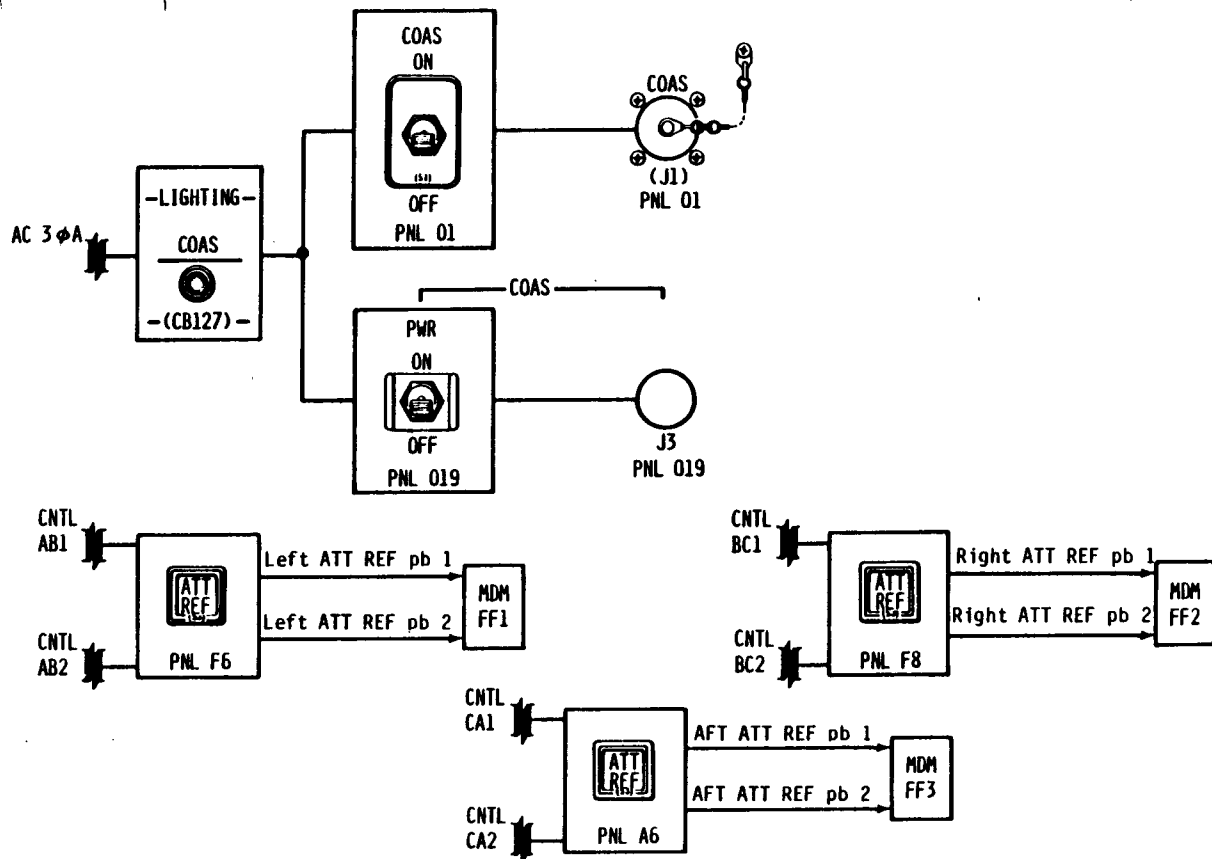 COAS
ON
(S1)
OFF
PNL O1
COAS
(J1)
PNL O1
-LIGHTING-
COAS
-(CB127)-
AC 3 ϕA
COAS
PWR
ON
OFF
PNL O19
J3
PNL O19
CNTL
AB1
CNTL
AB2
ATT
REF
PNL F6
Left ATT REF pb 1
Left ATT REF pb 2
MDM
FF1
CNTL
BC1
CNTL
BC2
ATT
REF
PNL F8
Right ATT REF pb 1
Right ATT REF pb 2
MDM
FF2
CNTL
CA1
CNTL
CA2
ATT
REF
PNL A6
AFT ATT REF pb 1
AFT ATT REF pb 2
MDM
FF3